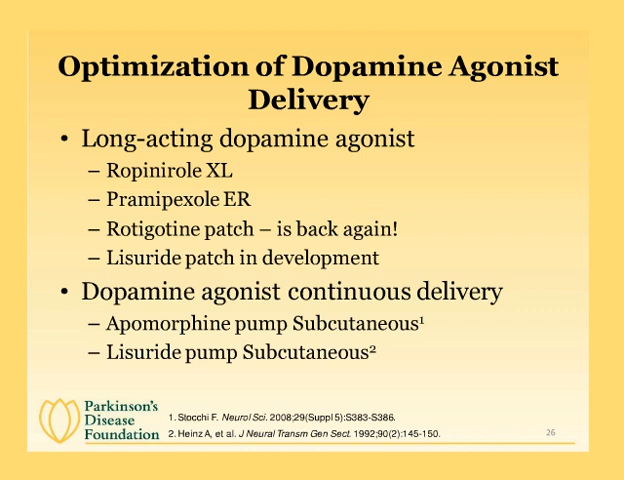 Optimization of Dopamine Agonist
Delivery
• Long-acting dopamine agonist
– Ropinirole XL
– Pramipexole ER
– Rotigotine patch – is back again!
– Lisuride patch in development
• Dopamine agonist continuous delivery
– Apomorphine pump Subcutaneous¹
– Lisuride pump Subcutaneous²
Parkinson's
Disease
Foundation
1. Stocchi F. Neurol Sci. 2008;29(Suppl 5):S383-S386.
2. Heinz A, et al. J Neural Transm Gen Sect. 1992;90(2):145-150.
26